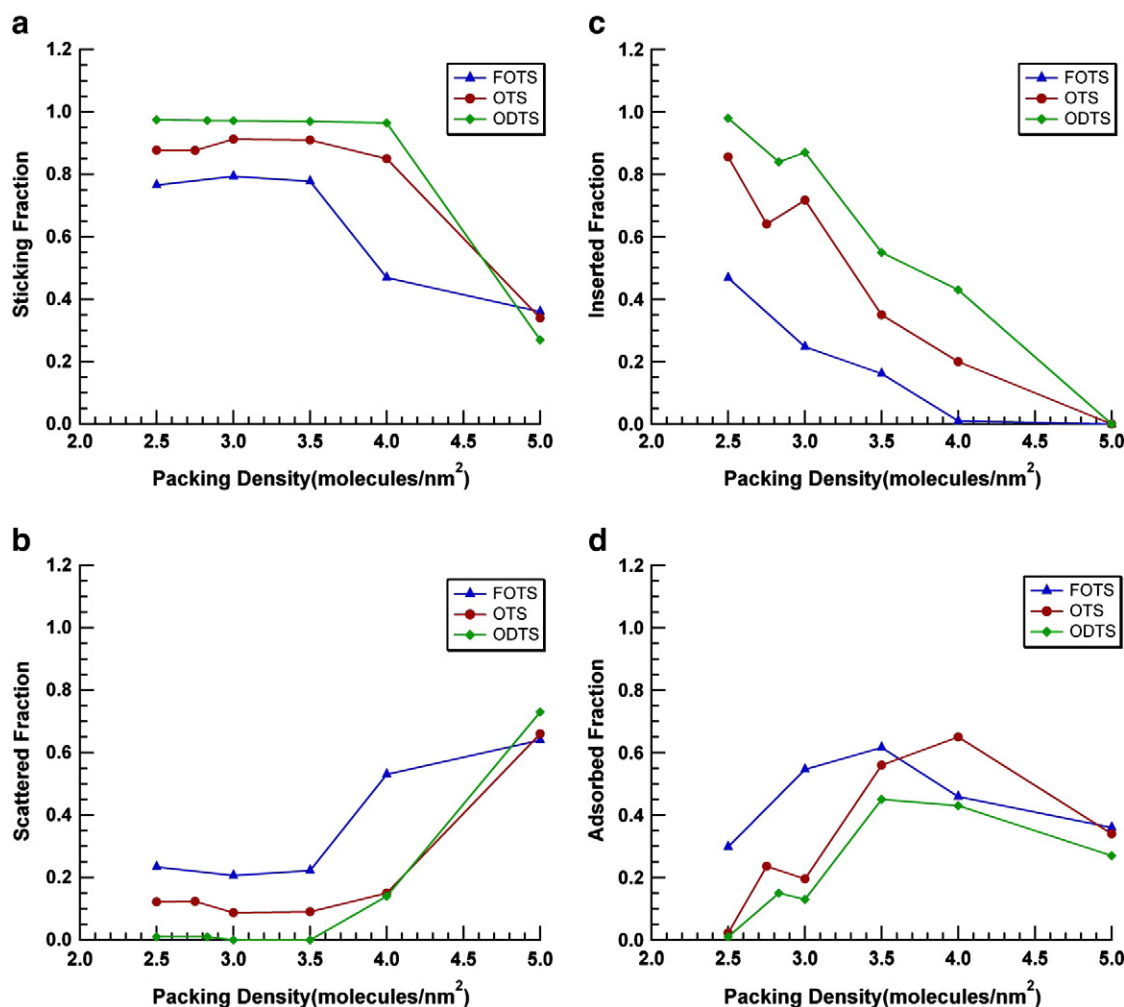 a
1.2
1.0
0.8
0.6
0.4
0.2
0.0
Sticking Fraction
FOTS
OTS
ODTS
2.0 2.5 3.0 3.5 4.0 4.5 5.0
Packing Density(molecules/nm²)
c
1.2
1.0
0.8
0.6
0.4
0.2
0.0
Inserted Fraction
FOTS
OTS
ODTS
2.0 2.5 3.0 3.5 4.0 4.5 5.0
Packing Density(molecules/nm²)
b
1.2
1.0
0.8
0.6
0.4
0.2
0.0
Scattered Fraction
FOTS
OTS
ODTS
2.0 2.5 3.0 3.5 4.0 4.5 5.0
Packing Density(molecules/nm²)
d
1.2
1.0
0.8
0.6
0.4
0.2
0.0
Adsorbed Fraction
FOTS
OTS
ODTS
2.0 2.5 3.0 3.5 4.0 4.5 5.0
Packing Density(molecules/nm²)